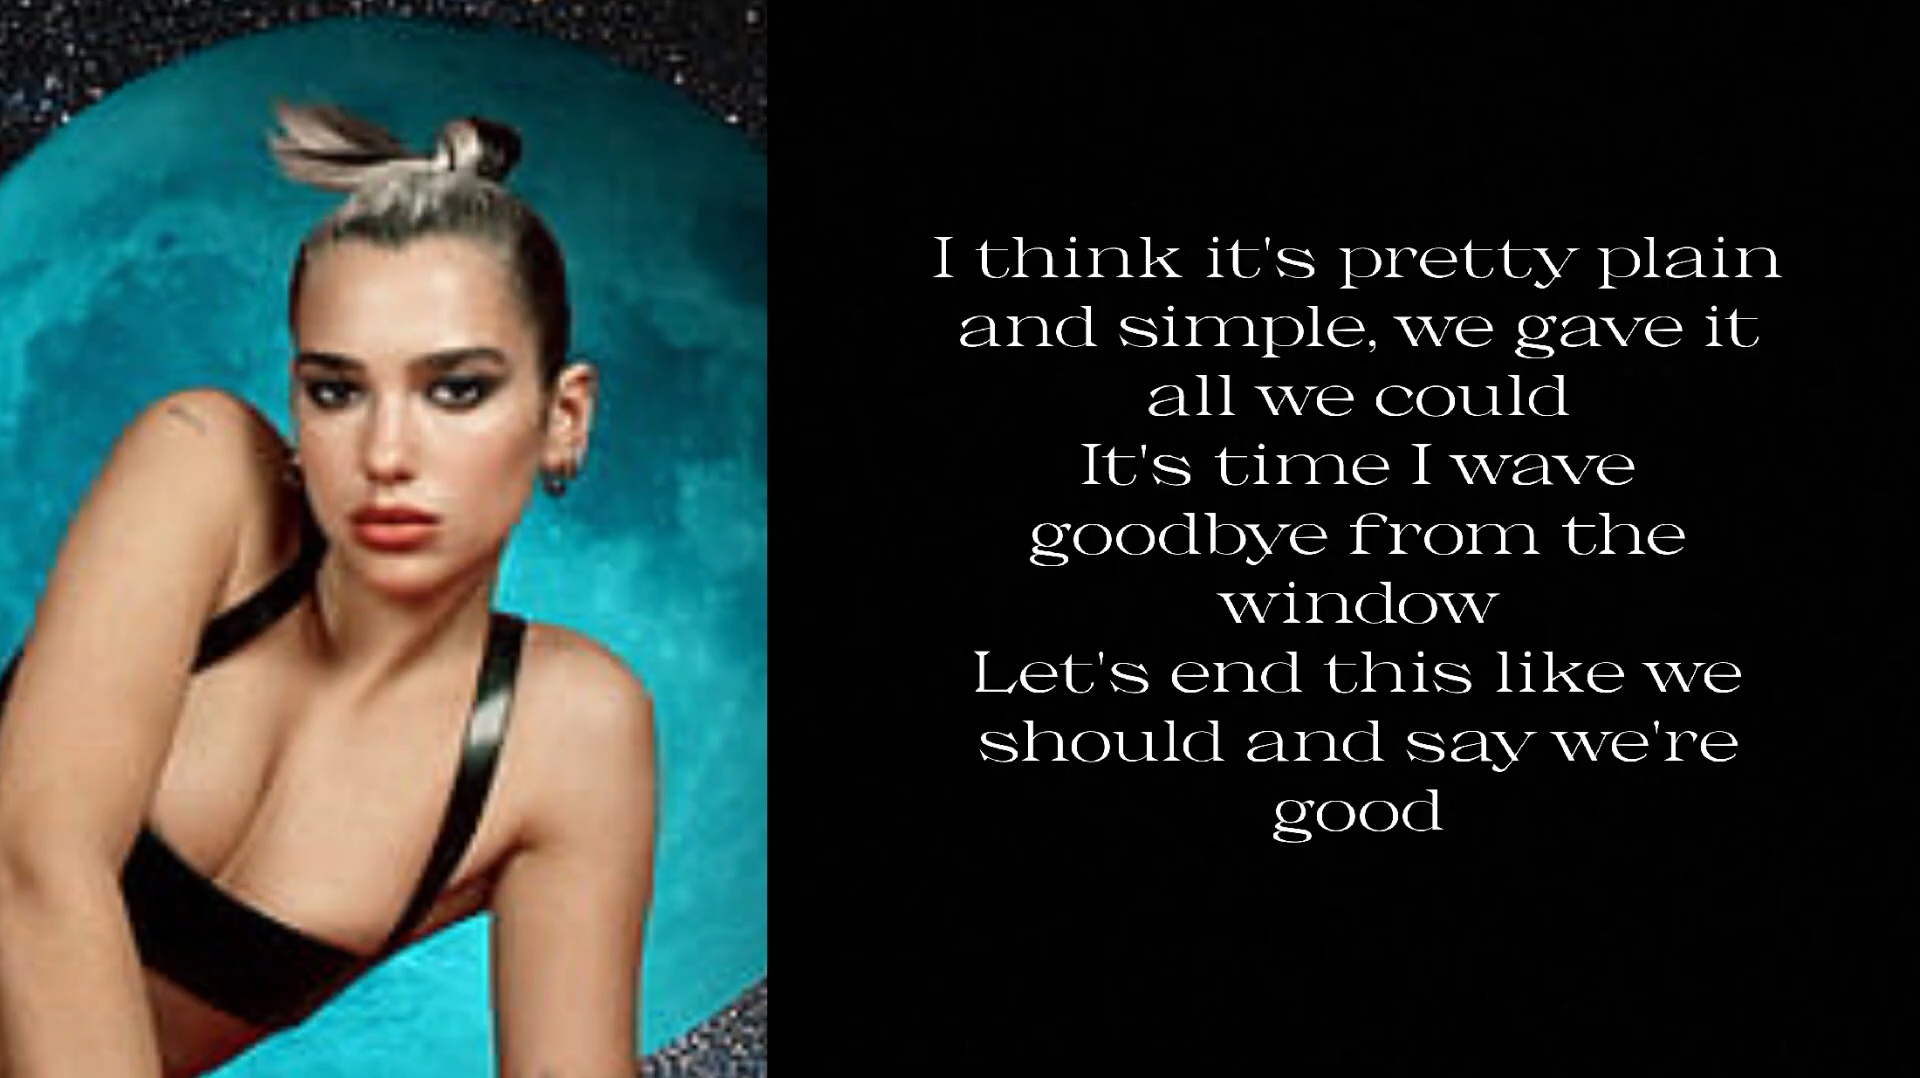 I think it's pretty plain
and simple, we gave it
all we could
It's time I wave
goodbye from the
window
Let's end this like we
should and say we're
good